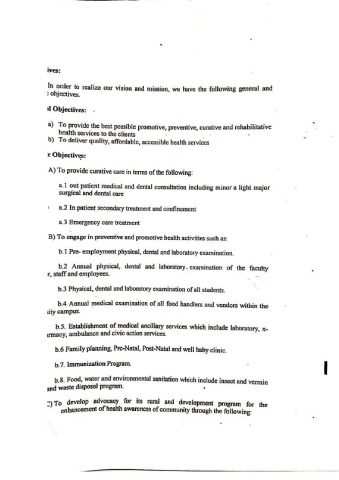 ives:
In order to realize our vision and mission, we have the following general and
: objectives.
al Objectives:
a) To provide the best possible promotive, preventive, curative and rehabilitative
health services to the clients
b) To deliver quality, affordable, accessible health services
c Objectives:
A) To provide curative care in terms of the following:
a.1 out patient medical and dental consultation including minor a light major
surgical and dental care
a.2 In patient secondary treatment and confinement
a.3 Emergency care treatment
B) To engage in preventive and promotive health activities such as:
b.1 Pre- employment physical, dental and laboratory examination.
b.2 Annual physical, dental and laboratory. examination of the faculty
r, staff and employees.
b.3 Physical, dental and laboratory examination of all students.
b.4 Annual medical examination of all food handlers and vendors within the
ity campus.
b.5. Establishment of medical ancillary services which include laboratory, x-
rmacy, ambulance and civic action services.
b.6 Family planning, Pre-Natal, Post-Natal and well baby clinic.
b.7. Immunization Program.
b.8. Food, water and environmental sanitation which include insect and vermin
and waste disposal program.
C) To develop advocacy for its rural and development program for the
enhancement of health awareness of community through the following: